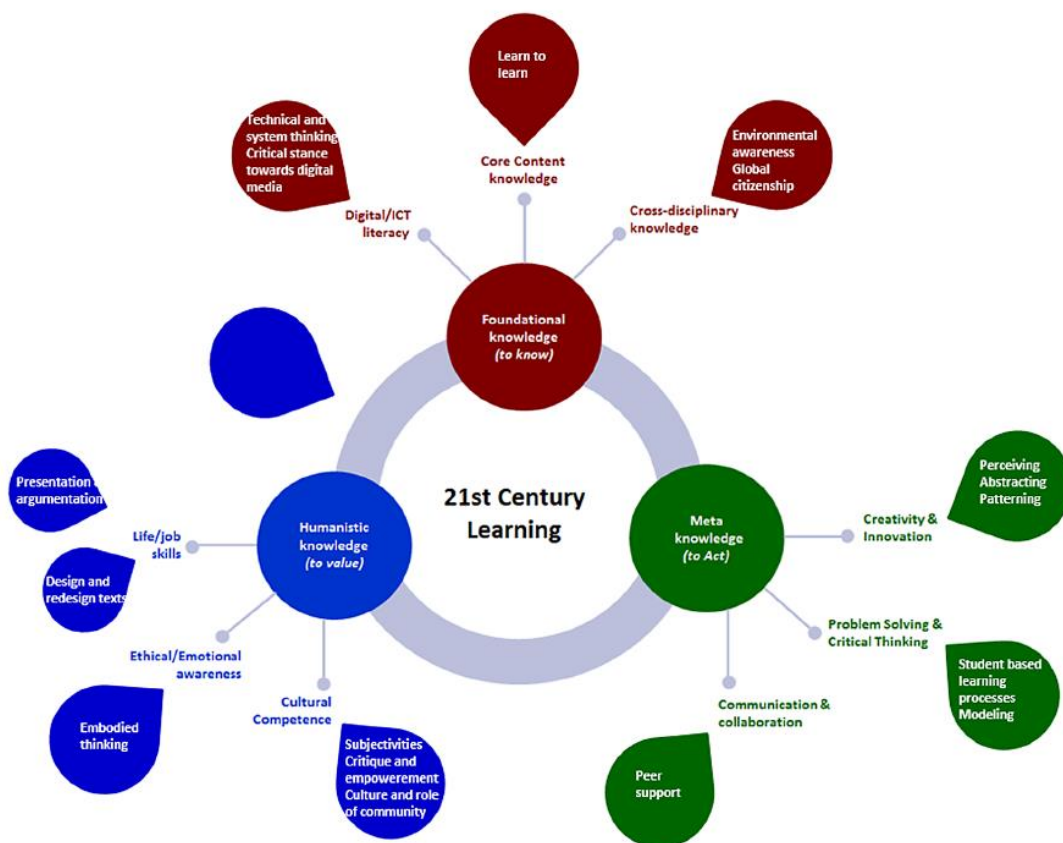 Learn to
learn
Technical and
system thinking
Critical stance
towards digital
media
Environmental
awareness
Global
citizenship
Core Content
knowledge
Digital/ICT
literacy
Cross-disciplinary
knowledge
Foundational
knowledge
(to know)
21st Century
Learning
Presentation
argumentation
Life/job
skills
Design and
redesign texts
Humanistic
knowledge
(to value)
Ethical/Emotional
awareness
Embodied
thinking
Cultural
Competence
Subjectivities
Critique and
empowerement
Culture and role
of community
Meta
knowledge
(to Act)
Creativity &
Innovation
Perceiving
Abstracting
Patterning
Problem Solving &
Critical Thinking
Student based
learning
processes
Modeling
Communication &
collaboration
Peer
support